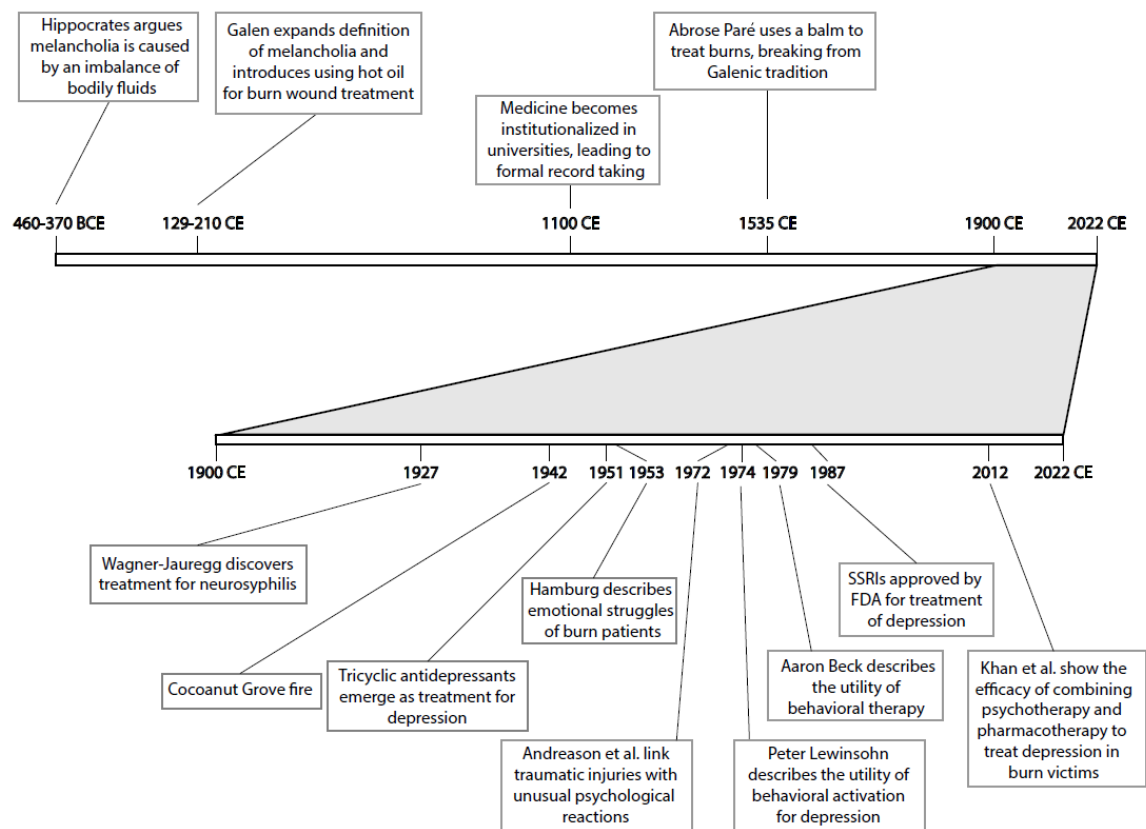 Hippocrates argues
melancholia is caused
by an imbalance of
bodily fluids
Galen expands definition
of melancholia and
introduces using hot oil
for burn wound treatment
Medicine becomes
institutionalized in
universities, leading to
formal record taking
Abrose Paré uses a balm to
treat burns, breaking from
Galenic tradition
460-370 BCE
129-210 CE
1100 CE
1535 CE
1900 CE
2022 CE
1900 CE
1927
1942
1951
1953
1972
1974
1979
1987
2012
2022 CE
Wagner-Jauregg discovers
treatment for neurosyphilis
Cocoanut Grove fire
Tricyclic antidepressants
emerge as treatment for
depression
Hamburg describes
emotional struggles
of burn patients
Andreason et al. link
traumatic injuries with
unusual psychological
reactions
Peter Lewinsohn
describes the utility of
behavioral activation
for depression
Aaron Beck describes
the utility of
behavioral therapy
SSRIs approved by
FDA for treatment
of depression
Khan et al. show the
efficacy of combining
psychotherapy and
pharmacotherapy to
treat depression in
burn victims